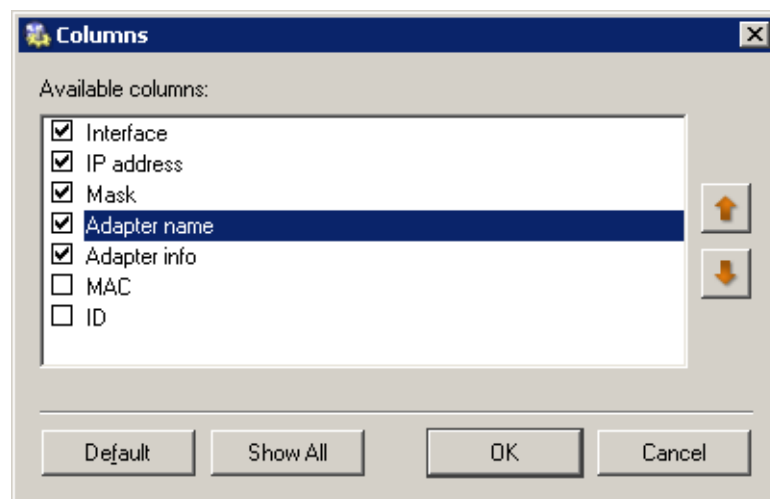 Columns
Available columns:
Interface
IP address
Mask
Adapter name
Adapter info
MAC
ID
Default
Show All
OK
Cancel